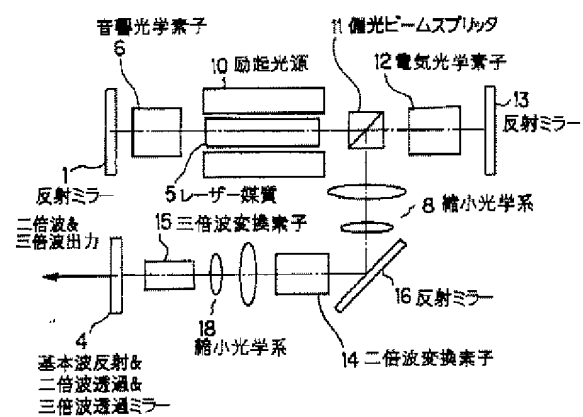 音響光学素子
6
10 励起光源
11 偏光ビームスプリッタ
12 電気光学素子
13
反射ミラー
1
反射ミラー
5 レーザー媒質
8 縮小光学系
二倍波&
三倍波出力
15 三倍波変換素子
16 反射ミラー
18
縮小光学系
14 二倍波変換素子
4
基本波反射&
二倍波透過&
三倍波透過ミラー